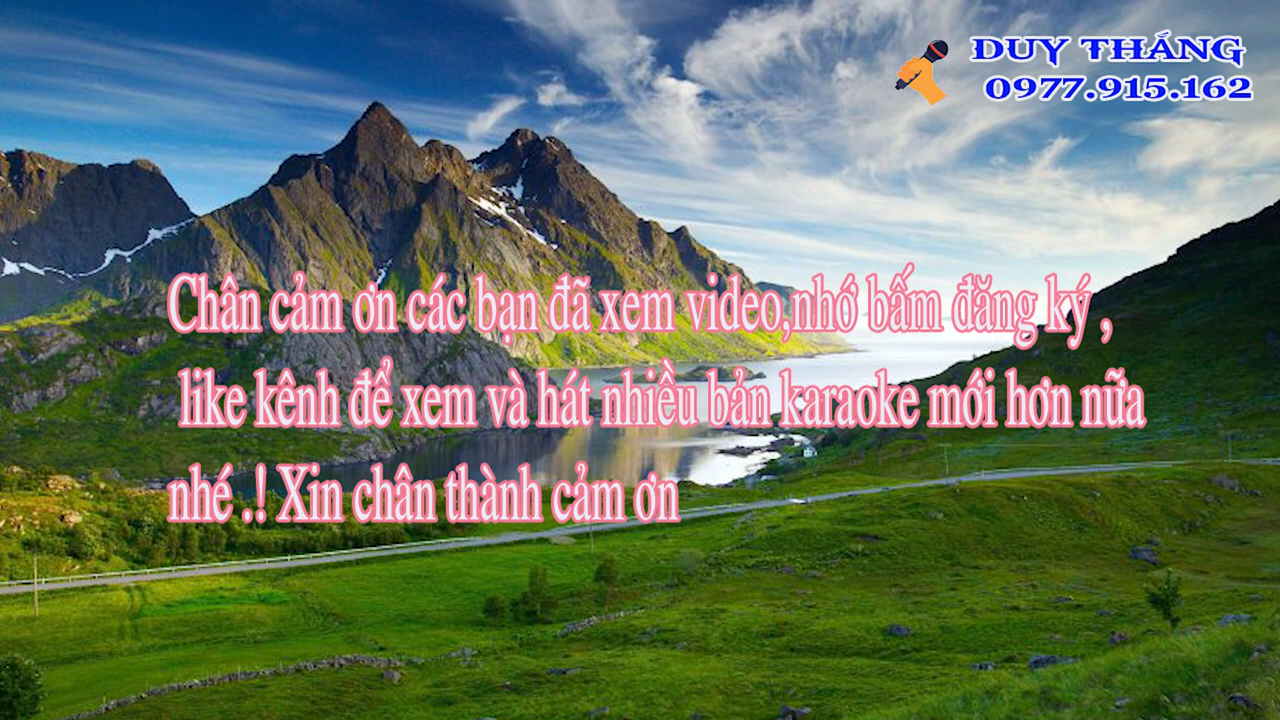 DUY THÁNG
0977.915.162
Chân cảm ơn các bạn đã xem video,nhớ bấm đăng ký ,
like kênh để xem và hát nhiều bản karaoke mới hơn nữa
nhé .! Xin chân thành cảm ơn